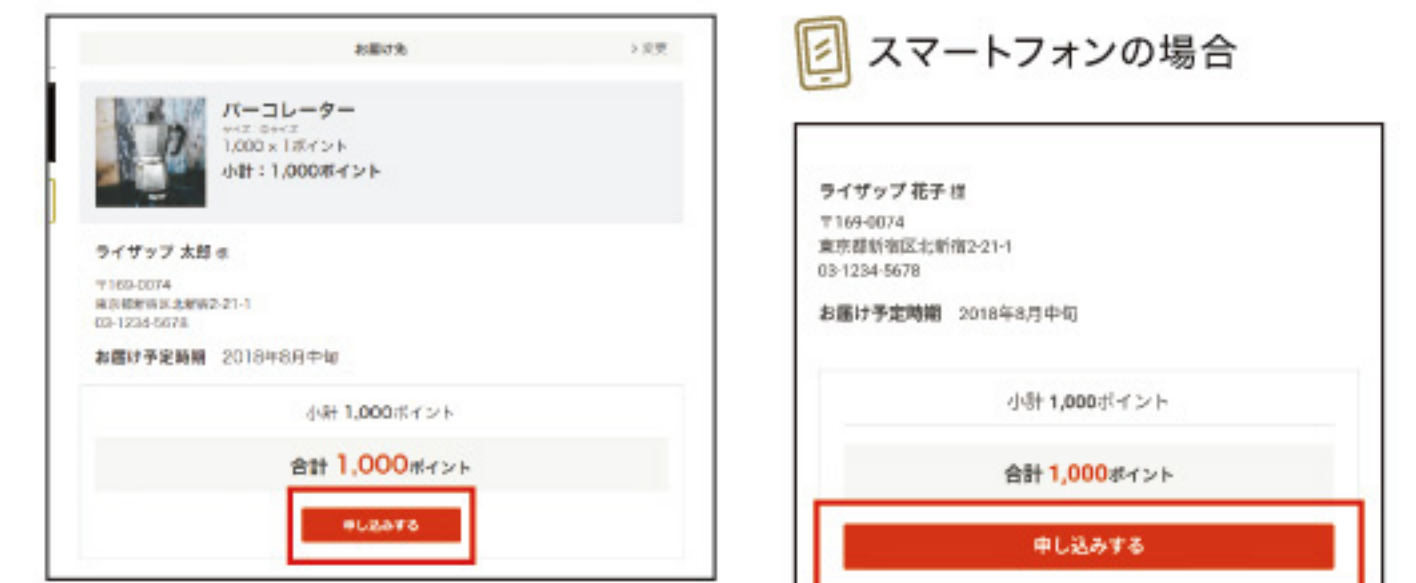 お届け先
> 変更
パーコレーター
1,000 x 1ポイント
小計：1,000ポイント
ライザップ 太郎 様
〒169-0074
東京都新宿区北新宿2-21-1
03-1234-5678
お届け予定時期 2018年8月中旬
小計 1,000ポイント
合計 1,000ポイント
申し込みする
スマートフォンの場合
ライザップ 花子 様
〒169-0074
東京都新宿区北新宿2-21-1
03-1234-5678
お届け予定時期 2018年8月中旬
小計 1,000ポイント
合計 1,000ポイント
申し込みする